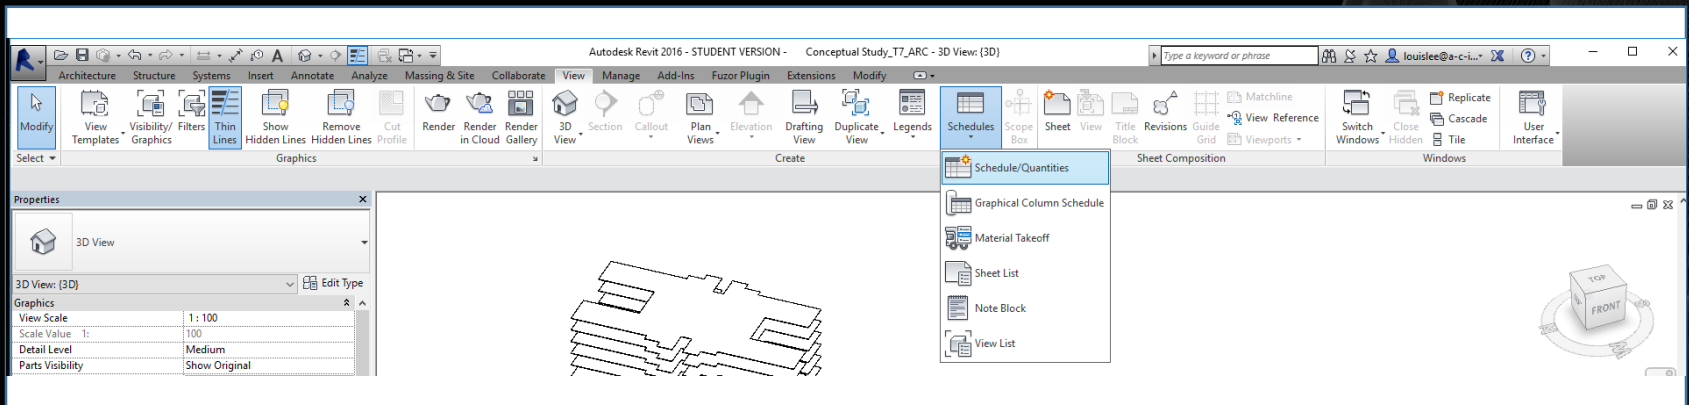 Autodesk Revit 2016 - STUDENT VERSION - Conceptual Study_T7_ARC - 3D View: {3D}
Type a keyword or phrase
louislee@a-c-i...
Architecture Structure Systems Insert Annotate Analyze Massing & Site Collaborate View Manage Add-Ins Fuzor Plugin Extensions Modify
Modify
View Templates
Visibility/ Graphics
Filters
Thin Lines
Show Hidden Lines
Remove Hidden Lines
Cut Profile
Render
Render in Cloud
Render Gallery
3D View
Section
Callout
Plan Views
Elevation
Drafting View
Duplicate View
Legends
Schedules
Scope Box
Sheet
View
Title Block
Revisions
Guide Grid
Matchline
View Reference
Viewports
Switch Windows
Close Hidden
Replicate
Cascade
Tile
User Interface
Select
Graphics
Create
Sheet Composition
Windows
Schedule/Quantities
Graphical Column Schedule
Material Takeoff
Sheet List
Note Block
View List
Properties
3D View
3D View: {3D}
Edit Type
Graphics
View Scale 1 : 100
Scale Value 1: 100
Detail Level Medium
Parts Visibility Show Original
TOP
FRONT